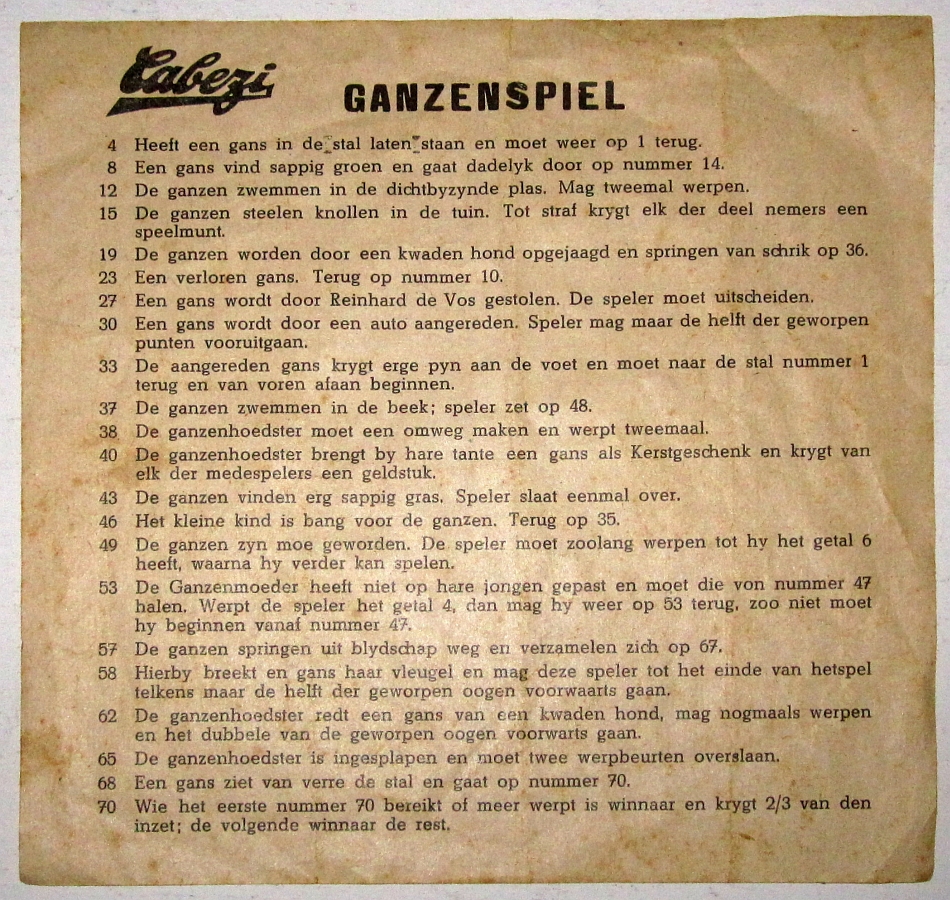 Cabezi
GANZENSPIEL
4 Heeft een gans in de stal laten staan en moet weer op 1 terug.
8 Een gans vind sappig groen en gaat dadelyk door op nummer 14.
12 De ganzen zwemmen in de dichtbyzynde plas. Mag tweemal werpen.
15 De ganzen steelen knollen in de tuin. Tot straf krygt elk der deel nemers een
speelmunt.
19 De ganzen worden door een kwaden hond opgejaagd en springen van schrik op 36.
23 Een verloren gans. Terug op nummer 10.
27 Een gans wordt door Reinhard de Vos gestolen. De speler moet uitscheiden.
30 Een gans wordt door een auto aangereden. Speler mag maar de helft der geworpen
punten vooruitgaan.
33 De aangereden gans krygt erge pyn aan de voet en moet naar de stal nummer 1
terug en van voren afaan beginnen.
37 De ganzen zwemmen in de beek; speler zet op 48.
38 De ganzenhoedster moet een omweg maken en werpt tweemaal.
40 De ganzenhoedster brengt by hare tante een gans als Kerstgeschenk en krygt van
elk der medespelers een geldstuk.
43 De ganzen vinden erg sappig gras. Speler slaat eenmal over.
46 Het kleine kind is bang voor de ganzen. Terug op 35.
49 De ganzen zyn moe geworden. De speler moet zoolang werpen tot hy het getal 6
heeft, waarna hy verder kan spelen.
53 De Ganzenmoeder heeft niet op hare jongen gepast en moet die von nummer 47
halen. Werpt de speler het getal 4, dan mag hy weer op 53 terug, zoo niet moet
hy beginnen vanaf nummer 47.
57 De ganzen springen uit blydschap weg en verzamelen zich op 67.
58 Hierby breekt en gans haar vleugel en mag deze speler tot het einde van hetspel
telkens maar de helft der geworpen oogen voorwaarts gaan.
62 De ganzenhoedster redt een gans van een kwaden hond, mag nogmaals werpen
en het dubbele van de geworpen oogen voorwarts gaan.
65 De ganzenhoedster is ingesplapen en moet twee werpbeurten overslaan.
68 Een gans ziet van verre de stal en gaat op nummer 70.
70 Wie het eerste nummer 70 bereikt of meer werpt is winnaar en krygt 2/3 van den
inzet; de volgende winnaar de rest.